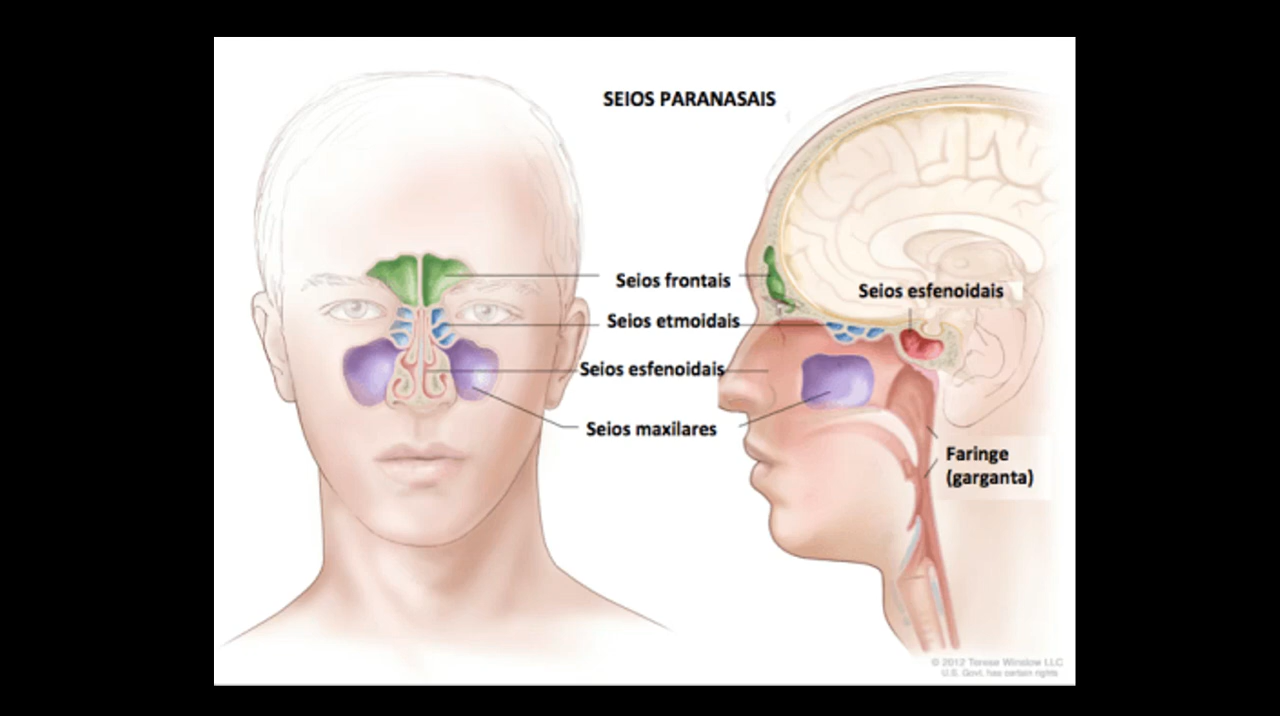 SEIOS PARANASAIS
Seios frontais
Seios esfenoidais
Seios etmoidais
Seios esfenoidais
Seios maxilares
Faringe
(garganta)
© 2012 Terese Winslow LLC
U.S. Govt. has certain rights